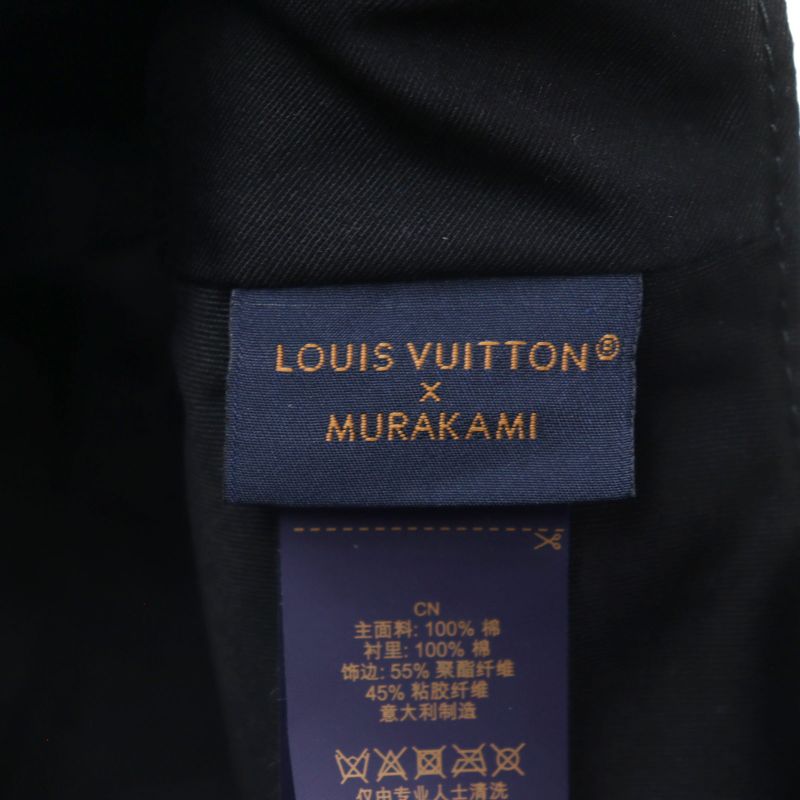 LOUIS VUITTON®
x
MURAKAMI
CN
主面料: 100% 棉
衬里: 100% 棉
饰边: 55% 聚酯纤维
45% 粘胶纤维
意大利制造
仅由专业人士清洗